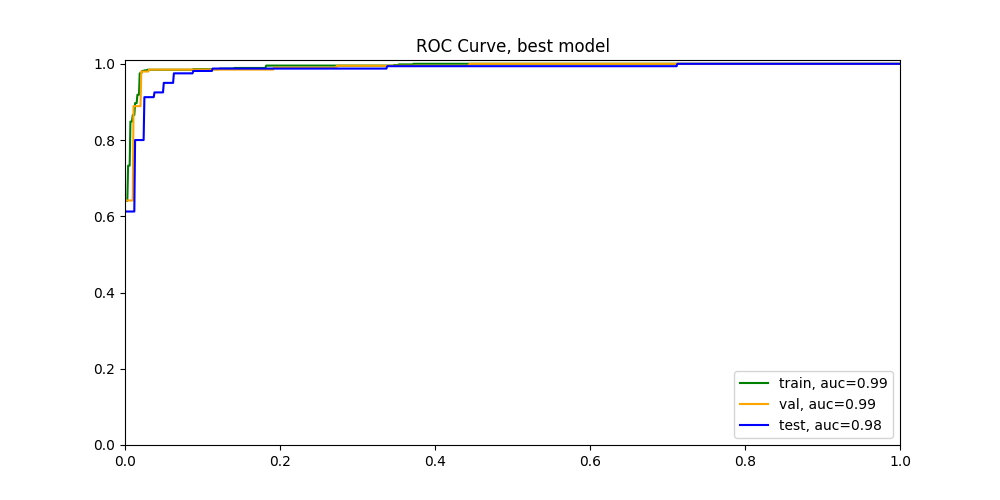 ROC Curve, best model
1.0
0.8
0.6
0.4
0.2
0.0
0.0 0.2 0.4 0.6 0.8 1.0
train, auc=0.99
val, auc=0.99
test, auc=0.98